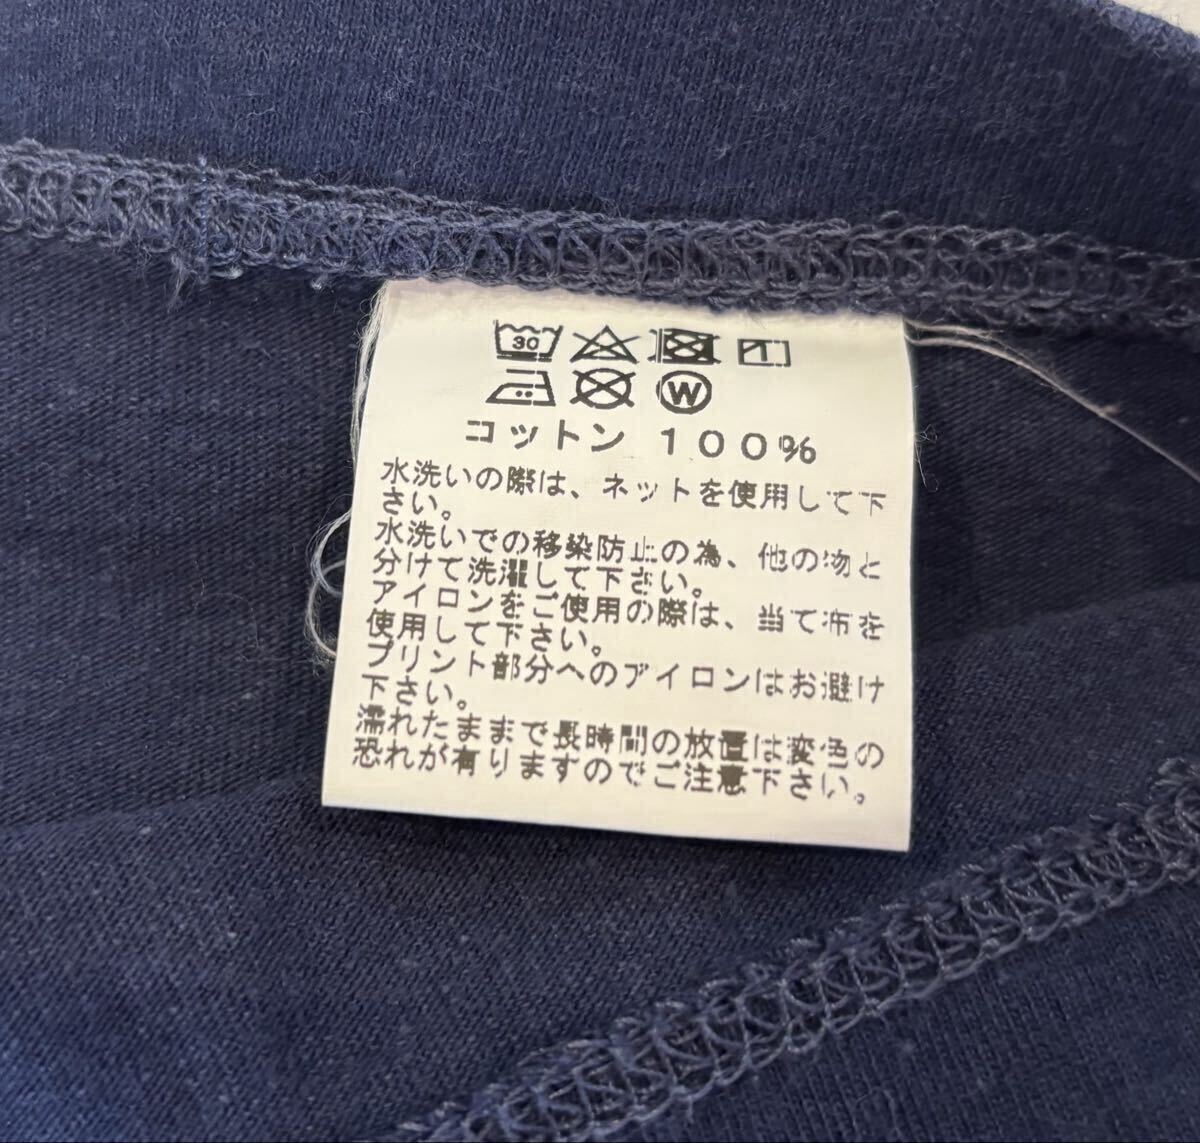 30
W
コットン 100%
水洗いの際は、ネットを使用して下
さい。
水洗いでの移染防止の為、他の物と
分けて洗濯して下さい。
アイロンをご使用の際は、当て布を
使用して下さい。
プリント部分へのアイロンはお避け
下さい。
濡れたままで長時間の放置は変色の
恐れが有りますのでご注意下さい。